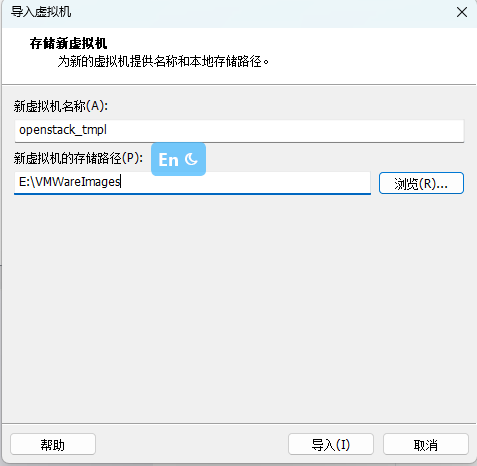 导入虚拟机
存储新虚拟机
为新的虚拟机提供名称和本地存储路径。
新虚拟机名称(A):
openstack_tmpl
新虚拟机的存储路径(P):
En
E:\VMWareImages
浏览(R)...
帮助
导入(I)
取消